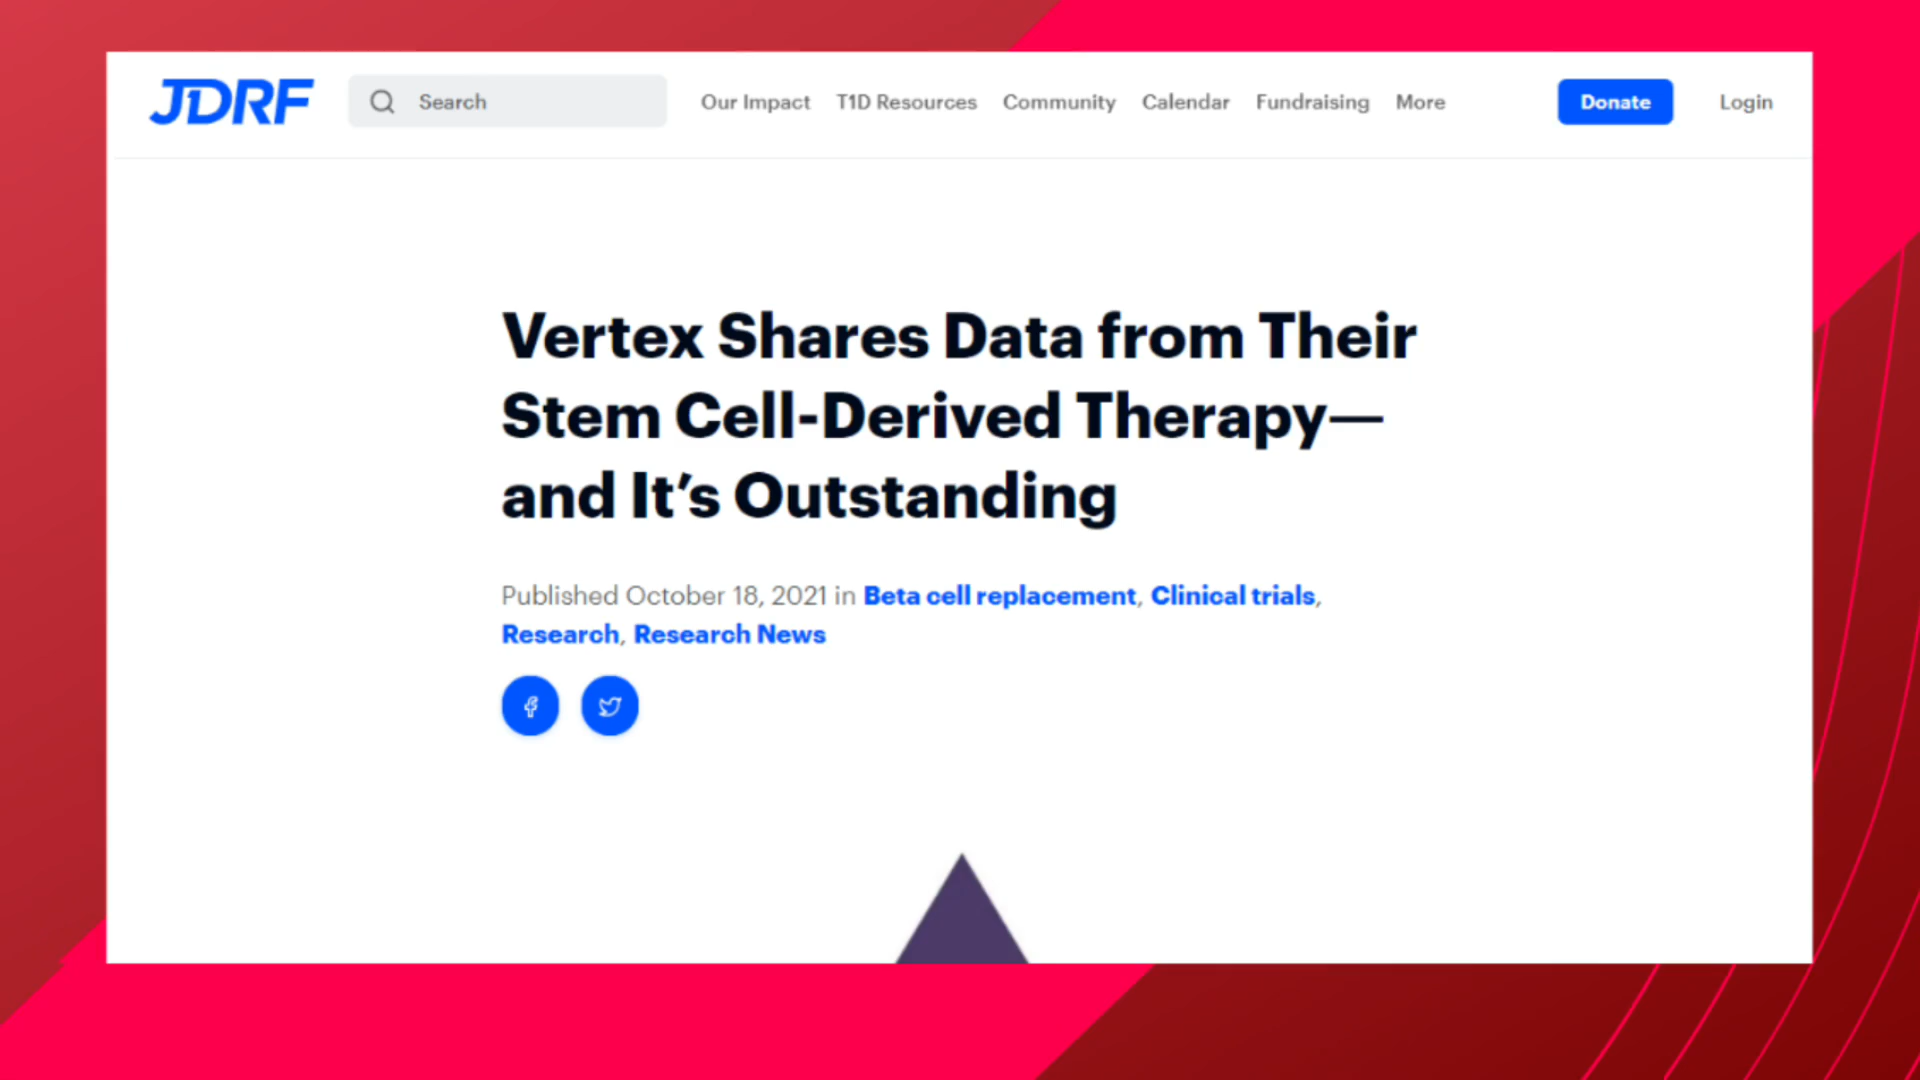 JDRF Search Our Impact T1D Resources Community Calendar Fundraising More Donate Login
Vertex Shares Data from Their
Stem Cell-Derived Therapy—
and It’s Outstanding
Published October 18, 2021 in Beta cell replacement, Clinical trials,
Research, Research News